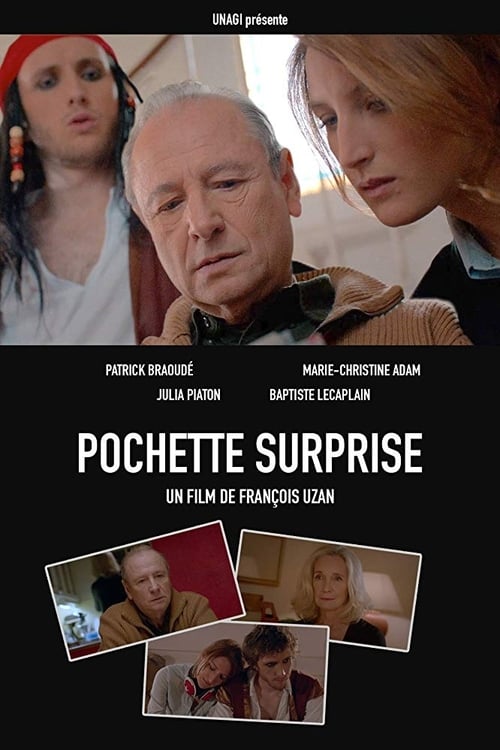 UNAGI présente
PATRICK BRAOUDÉ MARIE-CHRISTINE ADAM
JULIA PIATON BAPTISTE LECAPLAIN
POCHETTE SURPRISE
UN FILM DE FRANÇOIS UZAN